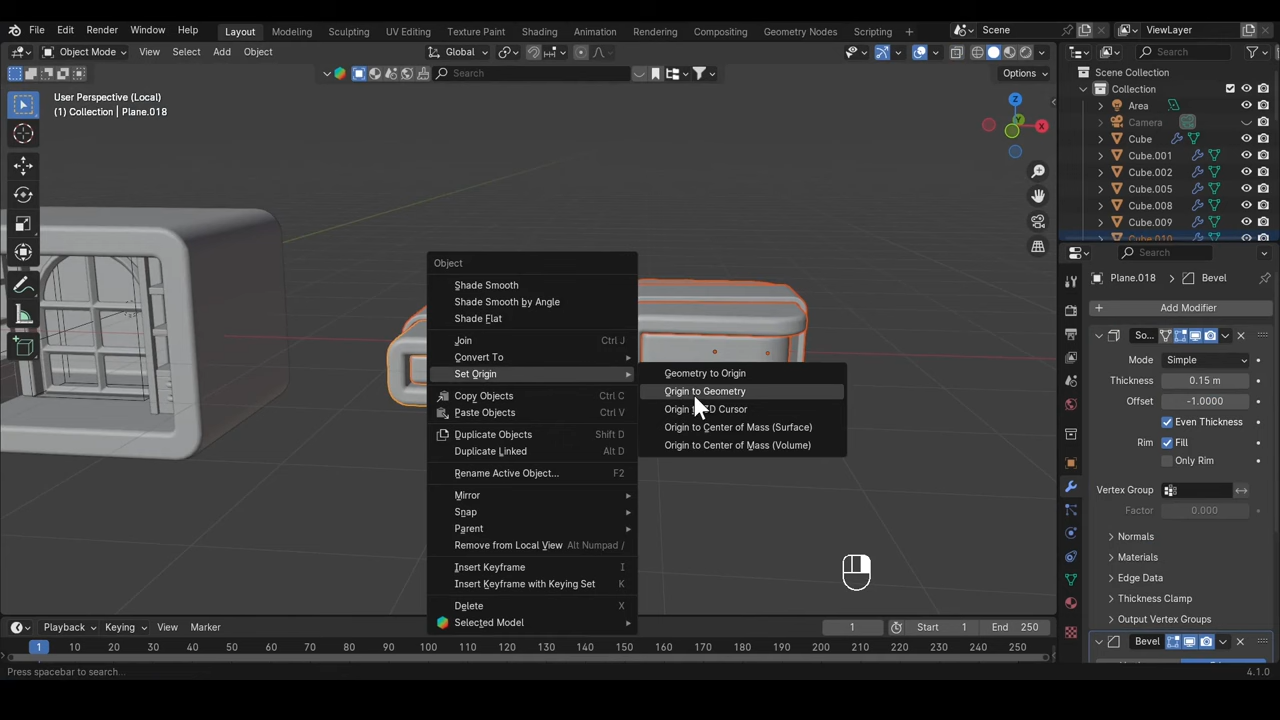 File Edit Render Window Help Layout Modeling Sculpting UV Editing Texture Paint Shading Animation Rendering Compositing Geometry Nodes Scripting Scene ViewLayer
Object Mode View Select Add Object Global Search
Search Options
User Perspective (Local)
(1) Collection | Plane.018
Z
Y
X
Object
Shade Smooth
Shade Smooth by Angle
Shade Flat
Join Ctrl J
Convert To
Set Origin
Copy Objects Ctrl C
Paste Objects Ctrl V
Duplicate Objects Shift D
Duplicate Linked Alt D
Rename Active Object... F2
Mirror
Snap
Parent
Remove from Local View Alt Numpad /
Insert Keyframe I
Insert Keyframe with Keying Set K
Delete X
Selected Model
Geometry to Origin
Origin to Geometry
Origin Cursor
Origin to Center of Mass (Surface)
Origin to Center of Mass (Volume)
Scene Collection
Collection
Area
Camera
Cube
Cube.001
Cube.002
Cube.005
Cube.008
Cube.009
Cube.010
Search
Plane.018 Bevel
Add Modifier
So...
Mode Simple
Thickness 0.15 m
Offset -1.0000
Even Thickness
Rim Fill
Only Rim
Vertex Group
Factor 0.000
Normals
Materials
Edge Data
Thickness Clamp
Output Vertex Groups
Bevel
Playback Keying View Marker 1 Start 1 End 250
1 10 20 30 40 50 60 70 80 90 100 110 120 130 140 150 160 170 180 190 200 210 220 230 240 250
Press spacebar to search... 4.1.0